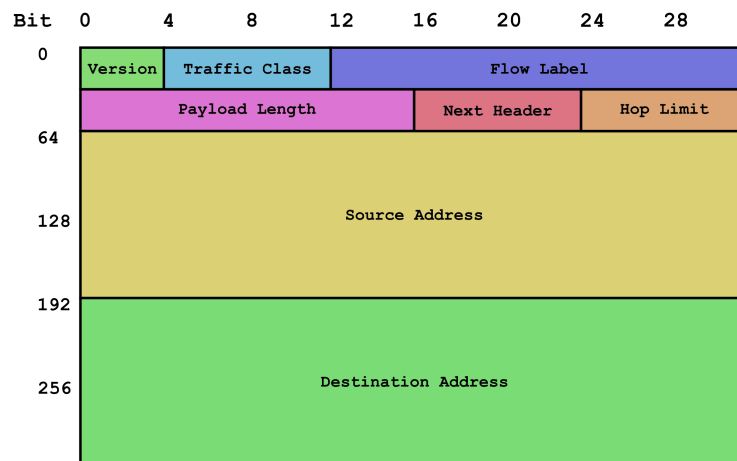 Bit 0 4 8 12 16 20 24 28
0 Version Traffic Class Flow Label
Payload Length Next Header Hop Limit
64
128 Source Address
192
256 Destination Address